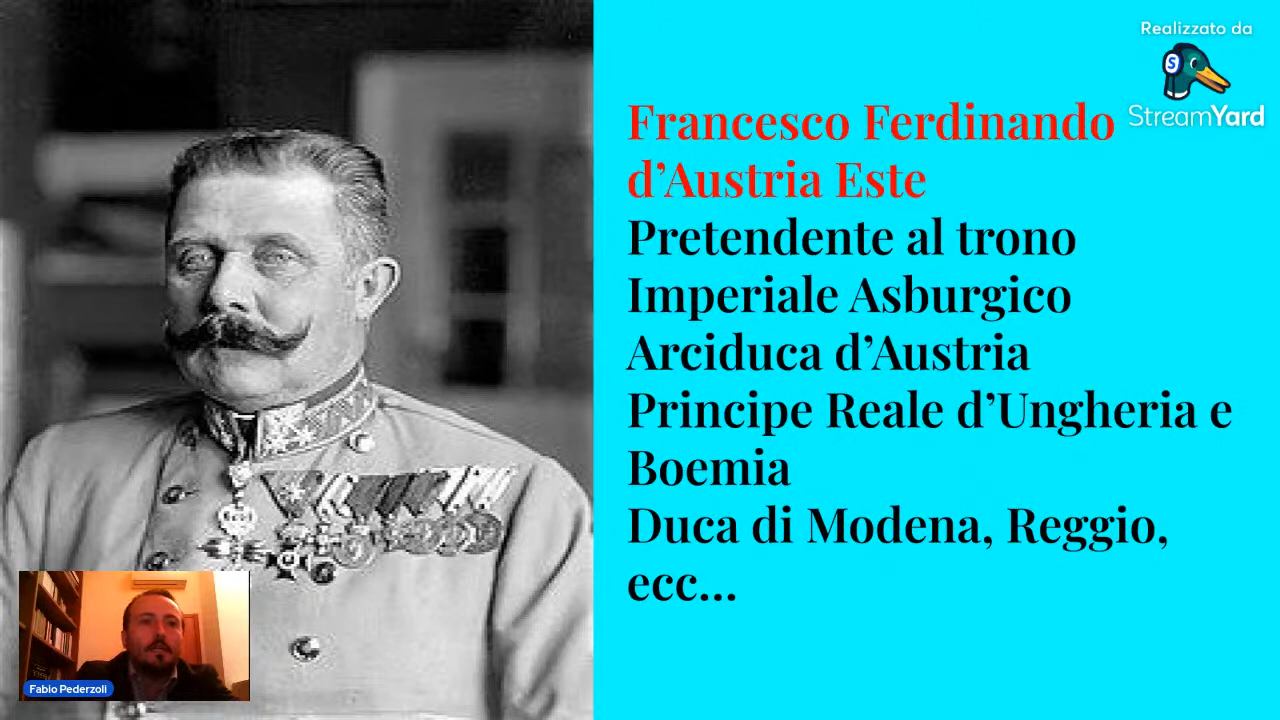 Realizzato da
StreamYard
Francesco Ferdinando
d’Austria Este
Pretendente al trono
Imperiale Asburgico
Arciduca d’Austria
Principe Reale d’Ungheria e
Boemia
Duca di Modena, Reggio,
ecc...
Fabio Pederzoli